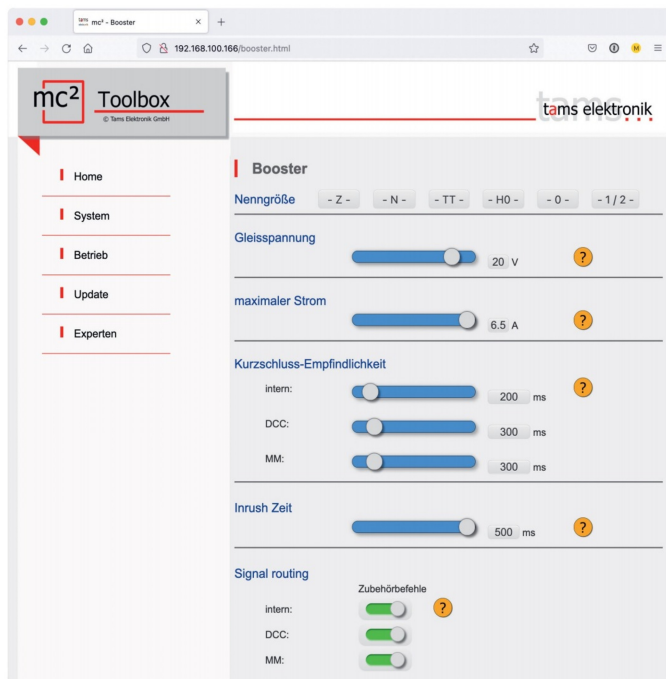 tams
mc² - Booster
×
+
192.168.100.166/booster.html
M
mc² Toolbox
© Tams Elektronik GmbH
tams
tams elektronik
Home
System
Betrieb
Update
Experten
Booster
Nenngröße - Z - - N - - TT - - H0 - - 0 - - 1 / 2 -
Gleisspannung
20 V ?
maximaler Strom
6.5 A ?
Kurzschluss-Empfindlichkeit
intern: 200 ms ?
DCC: 300 ms
MM: 300 ms
Inrush Zeit
500 ms ?
Signal routing
Zubehörbefehle
intern: ?
DCC:
MM: